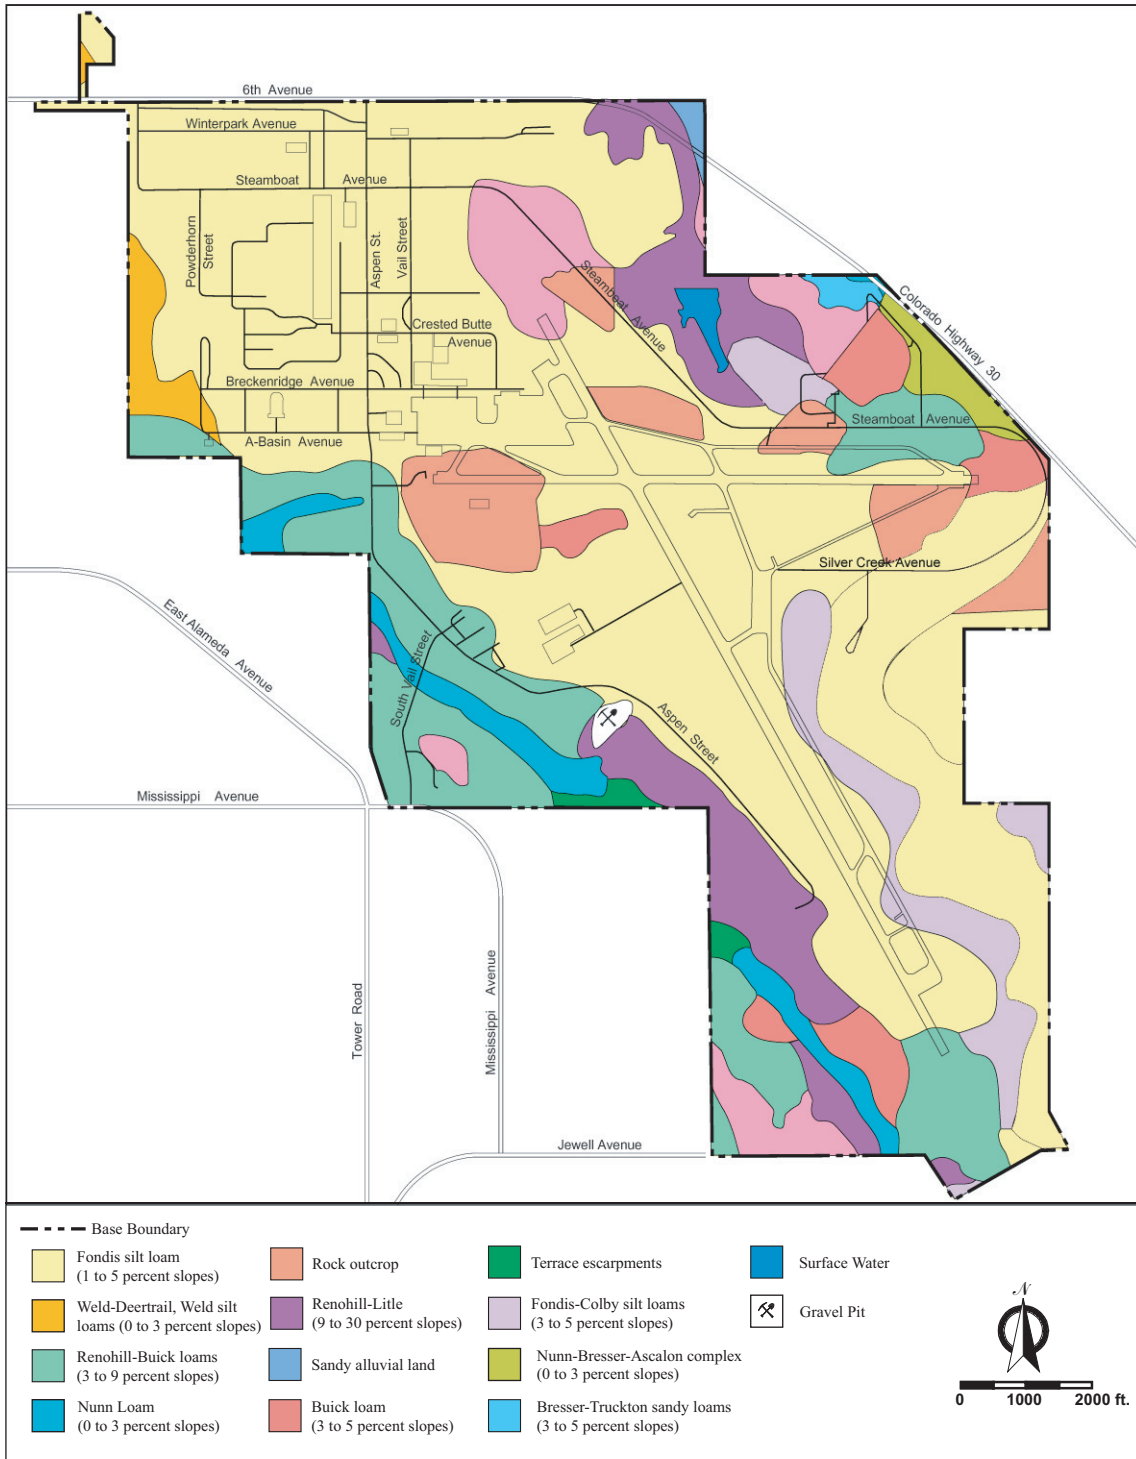 6th Avenue
Winterpark Avenue
Steamboat Avenue
Powderhorn
Street
Aspen St.
Vail Street
Steamboat Avenue
Colorado Highway 30
Crested Butte
Avenue
Breckenridge Avenue
A-Basin Avenue
Steamboat Avenue
Silver Creek Avenue
East Alameda Avenue
South Vail Street
Aspen Street
Mississippi Avenue
Mississippi Avenue
Tower Road
Jewell Avenue
Base Boundary
Fondis silt loam
(1 to 5 percent slopes)
Weld-Deertrail, Weld silt
loams (0 to 3 percent slopes)
Renohill-Buick loams
(3 to 9 percent slopes)
Nunn Loam
(0 to 3 percent slopes)
Rock outcrop
Renohill-Litle
(9 to 30 percent slopes)
Sandy alluvial land
Buick loam
(3 to 5 percent slopes)
Terrace escarpments
Fondis-Colby silt loams
(3 to 5 percent slopes)
Nunn-Bresser-Ascalon complex
(0 to 3 percent slopes)
Bresser-Truckton sandy loams
(3 to 5 percent slopes)
Surface Water
Gravel Pit
N
0 1000 2000 ft.